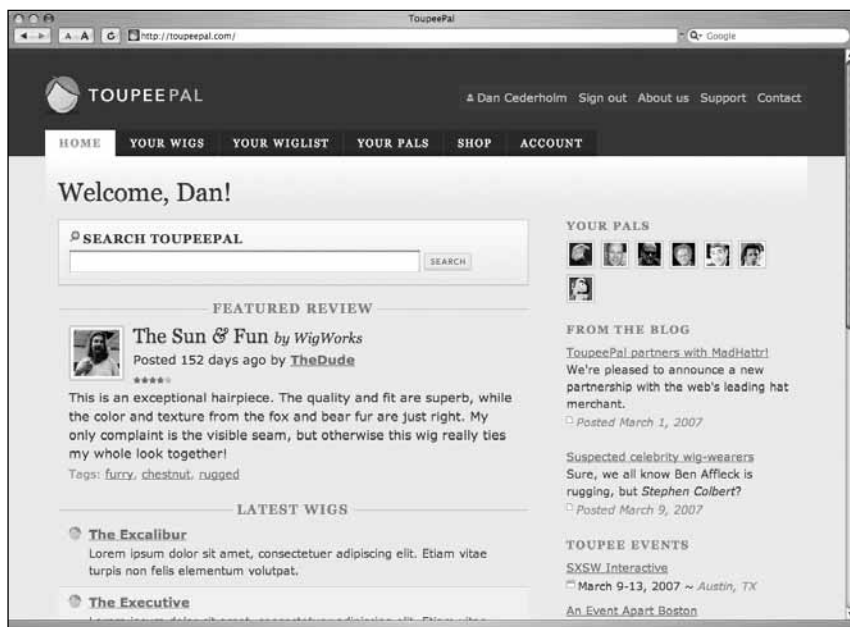 ToupeePal
A A
http://toupeepal.com/
Google
TOUPEEPAL
Dan Cederholm Sign out About us Support Contact
HOME YOUR WIGS YOUR WIGLIST YOUR PALS SHOP ACCOUNT
Welcome, Dan!
SEARCH TOUPEEPAL
SEARCH
FEATURED REVIEW
The Sun & Fun by WigWorks
Posted 152 days ago by TheDude
This is an exceptional hairpiece. The quality and fit are superb, while
the color and texture from the fox and bear fur are just right. My
only complaint is the visible seam, but otherwise this wig really ties
my whole look together!
Tags: furry, chestnut, rugged
LATEST WIGS
The Excalibur
Lorem ipsum dolor sit amet, consectetuer adipiscing elit. Etiam vitae
turpis non felis elementum volutpat.
The Executive
YOUR PALS
FROM THE BLOG
ToupeePal partners with MadHattr!
We're pleased to announce a new
partnership with the web's leading hat
merchant.
Posted March 1, 2007
Suspected celebrity wig-wearers
Sure, we all know Ben Affleck is
rugging, but Stephen Colbert?
Posted March 9, 2007
TOUPEE EVENTS
SXSW Interactive
March 9-13, 2007 ~ Austin, TX
An Event Apart Boston